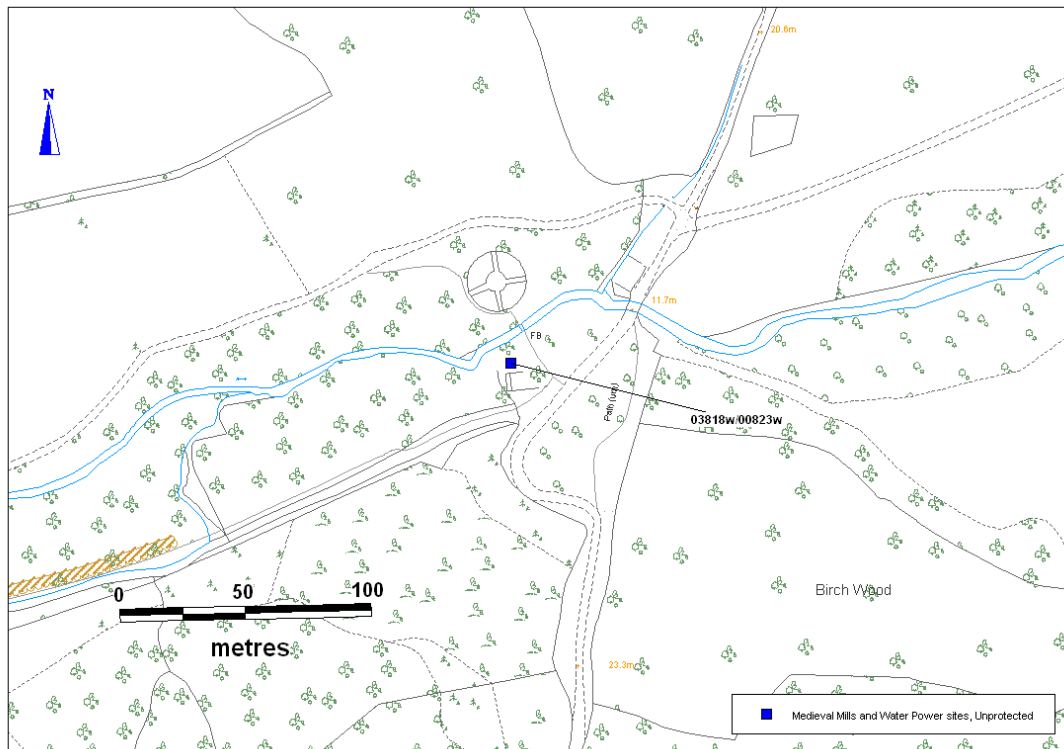 20.6m
N
11.7m
FB
Path (um)
03818w/00823w
0 50 100
metres
Birch Wood
23.3m
Medieval Mills and Water Power sites, Unprotected